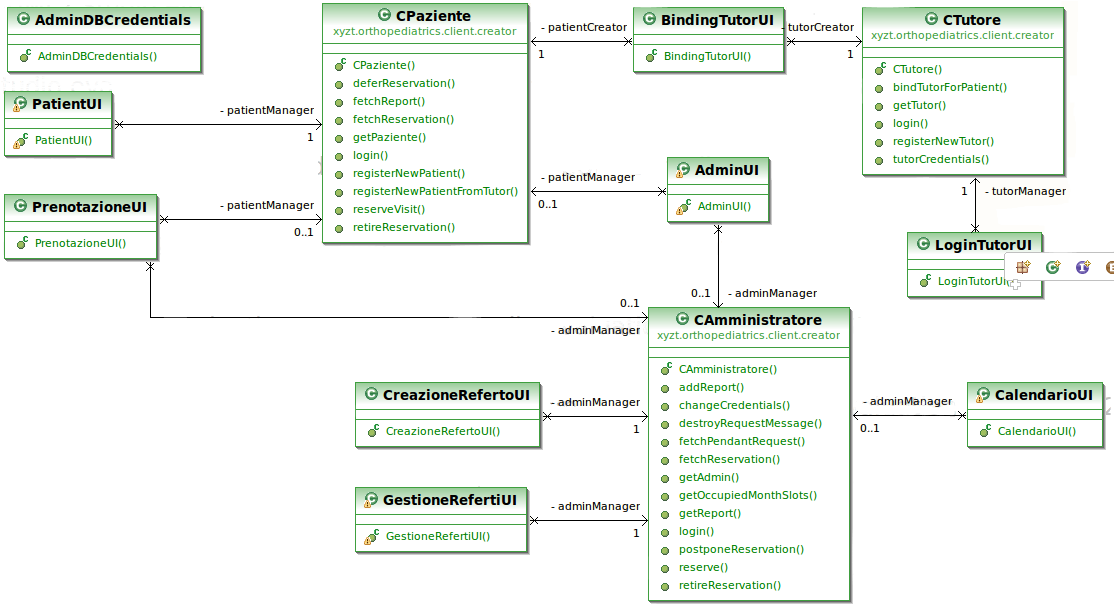 AdminDBCredentials
AdminDBCredentials()
CPaziente
xyzt.orthopediatrics.client.creator
CPaziente()
deferReservation()
fetchReport()
fetchReservation()
getPaziente()
login()
registerNewPatient()
registerNewPatientFromTutor()
reserveVisit()
retireReservation()
- patientCreator
1
BindingTutorUI
BindingTutorUI()
- tutorCreator
1
CTutore
xyzt.orthopediatrics.client.creator
CTutore()
bindTutorForPatient()
getTutor()
login()
registerNewTutor()
tutorCredentials()
PatientUI
PatientUI()
- patientManager
1
PrenotazioneUI
PrenotazioneUI()
- patientManager
0..1
- patientManager
0..1
AdminUI
AdminUI()
1
- tutorManager
LoginTutorUI
LoginTutorUI
0..1
- adminManager
0..1
- adminManager
CAmministratore
xyzt.orthopediatrics.client.creator
CAmministratore()
addReport()
changeCredentials()
destroyRequestMessage()
fetchPendantRequest()
fetchReservation()
getAdmin()
getOccupiedMonthSlots()
getReport()
login()
postponeReservation()
reserve()
retireReservation()
CreazioneRefertoUI
CreazioneRefertoUI()
- adminManager
1
GestioneRefertiUI
GestioneRefertiUI()
- adminManager
1
- adminManager
0..1
CalendarioUI
CalendarioUI()